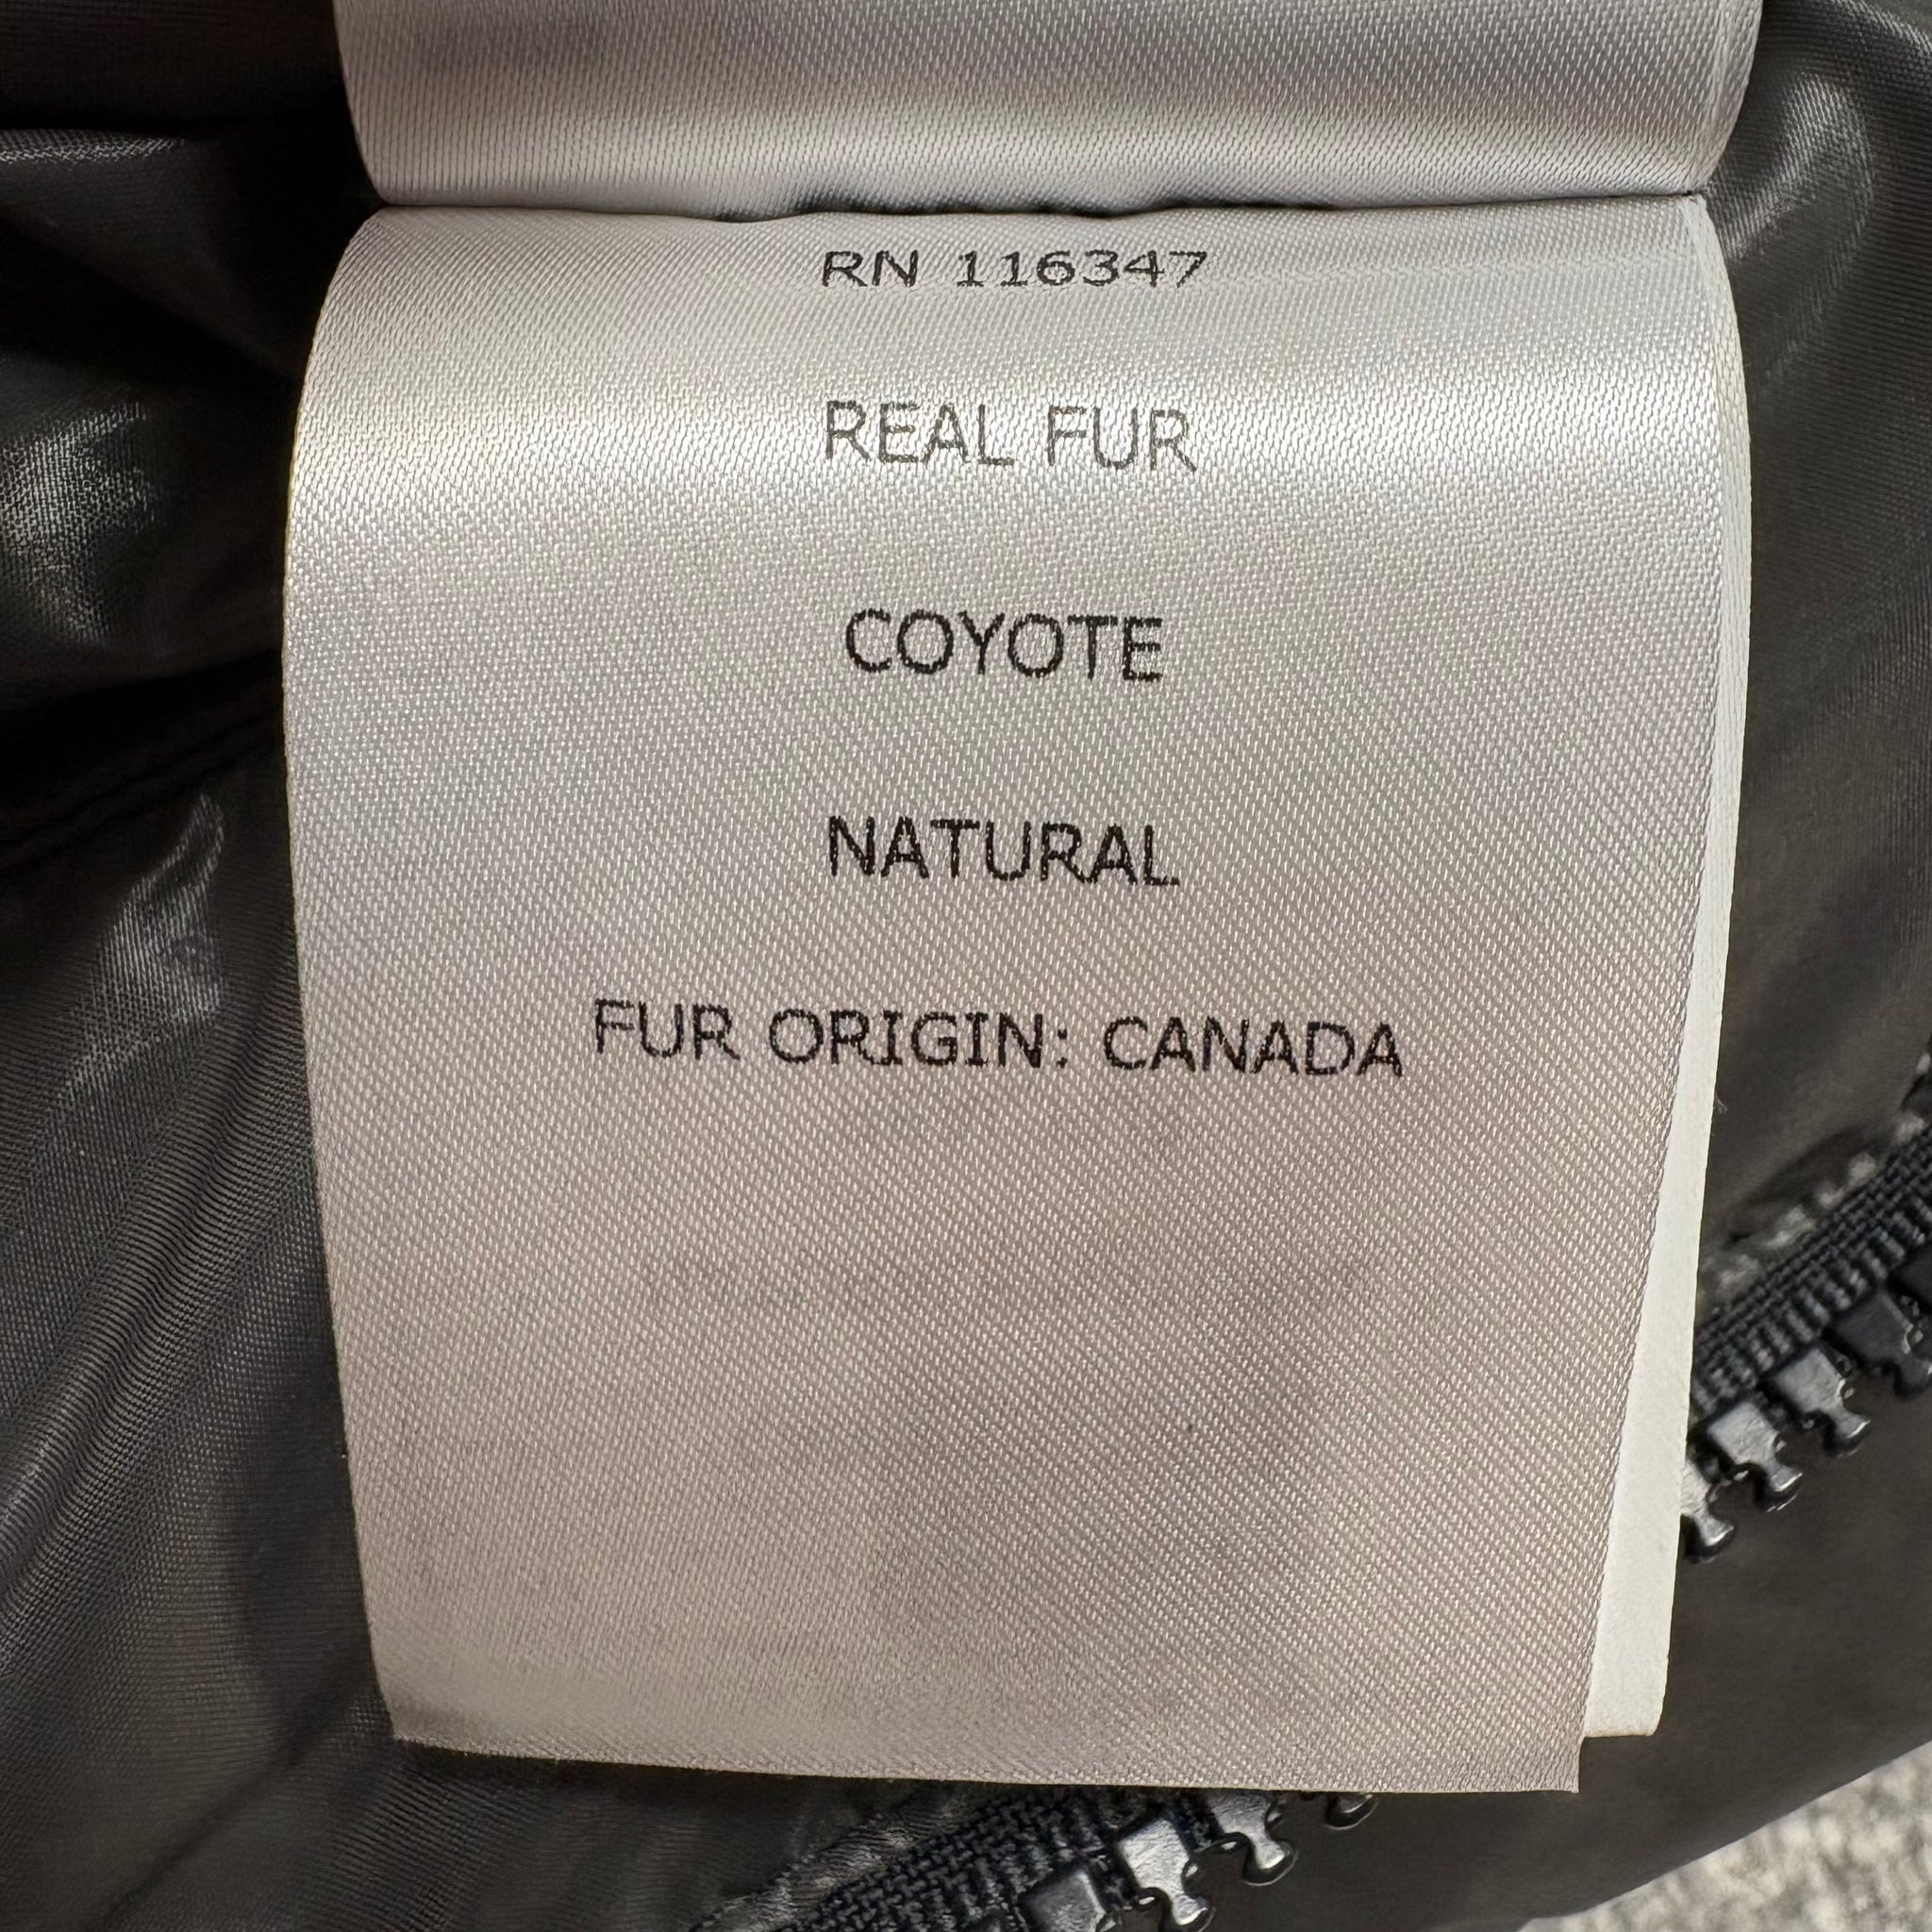 RN 116347
REAL FUR
COYOTE
NATURAL
FUR ORIGIN: CANADA